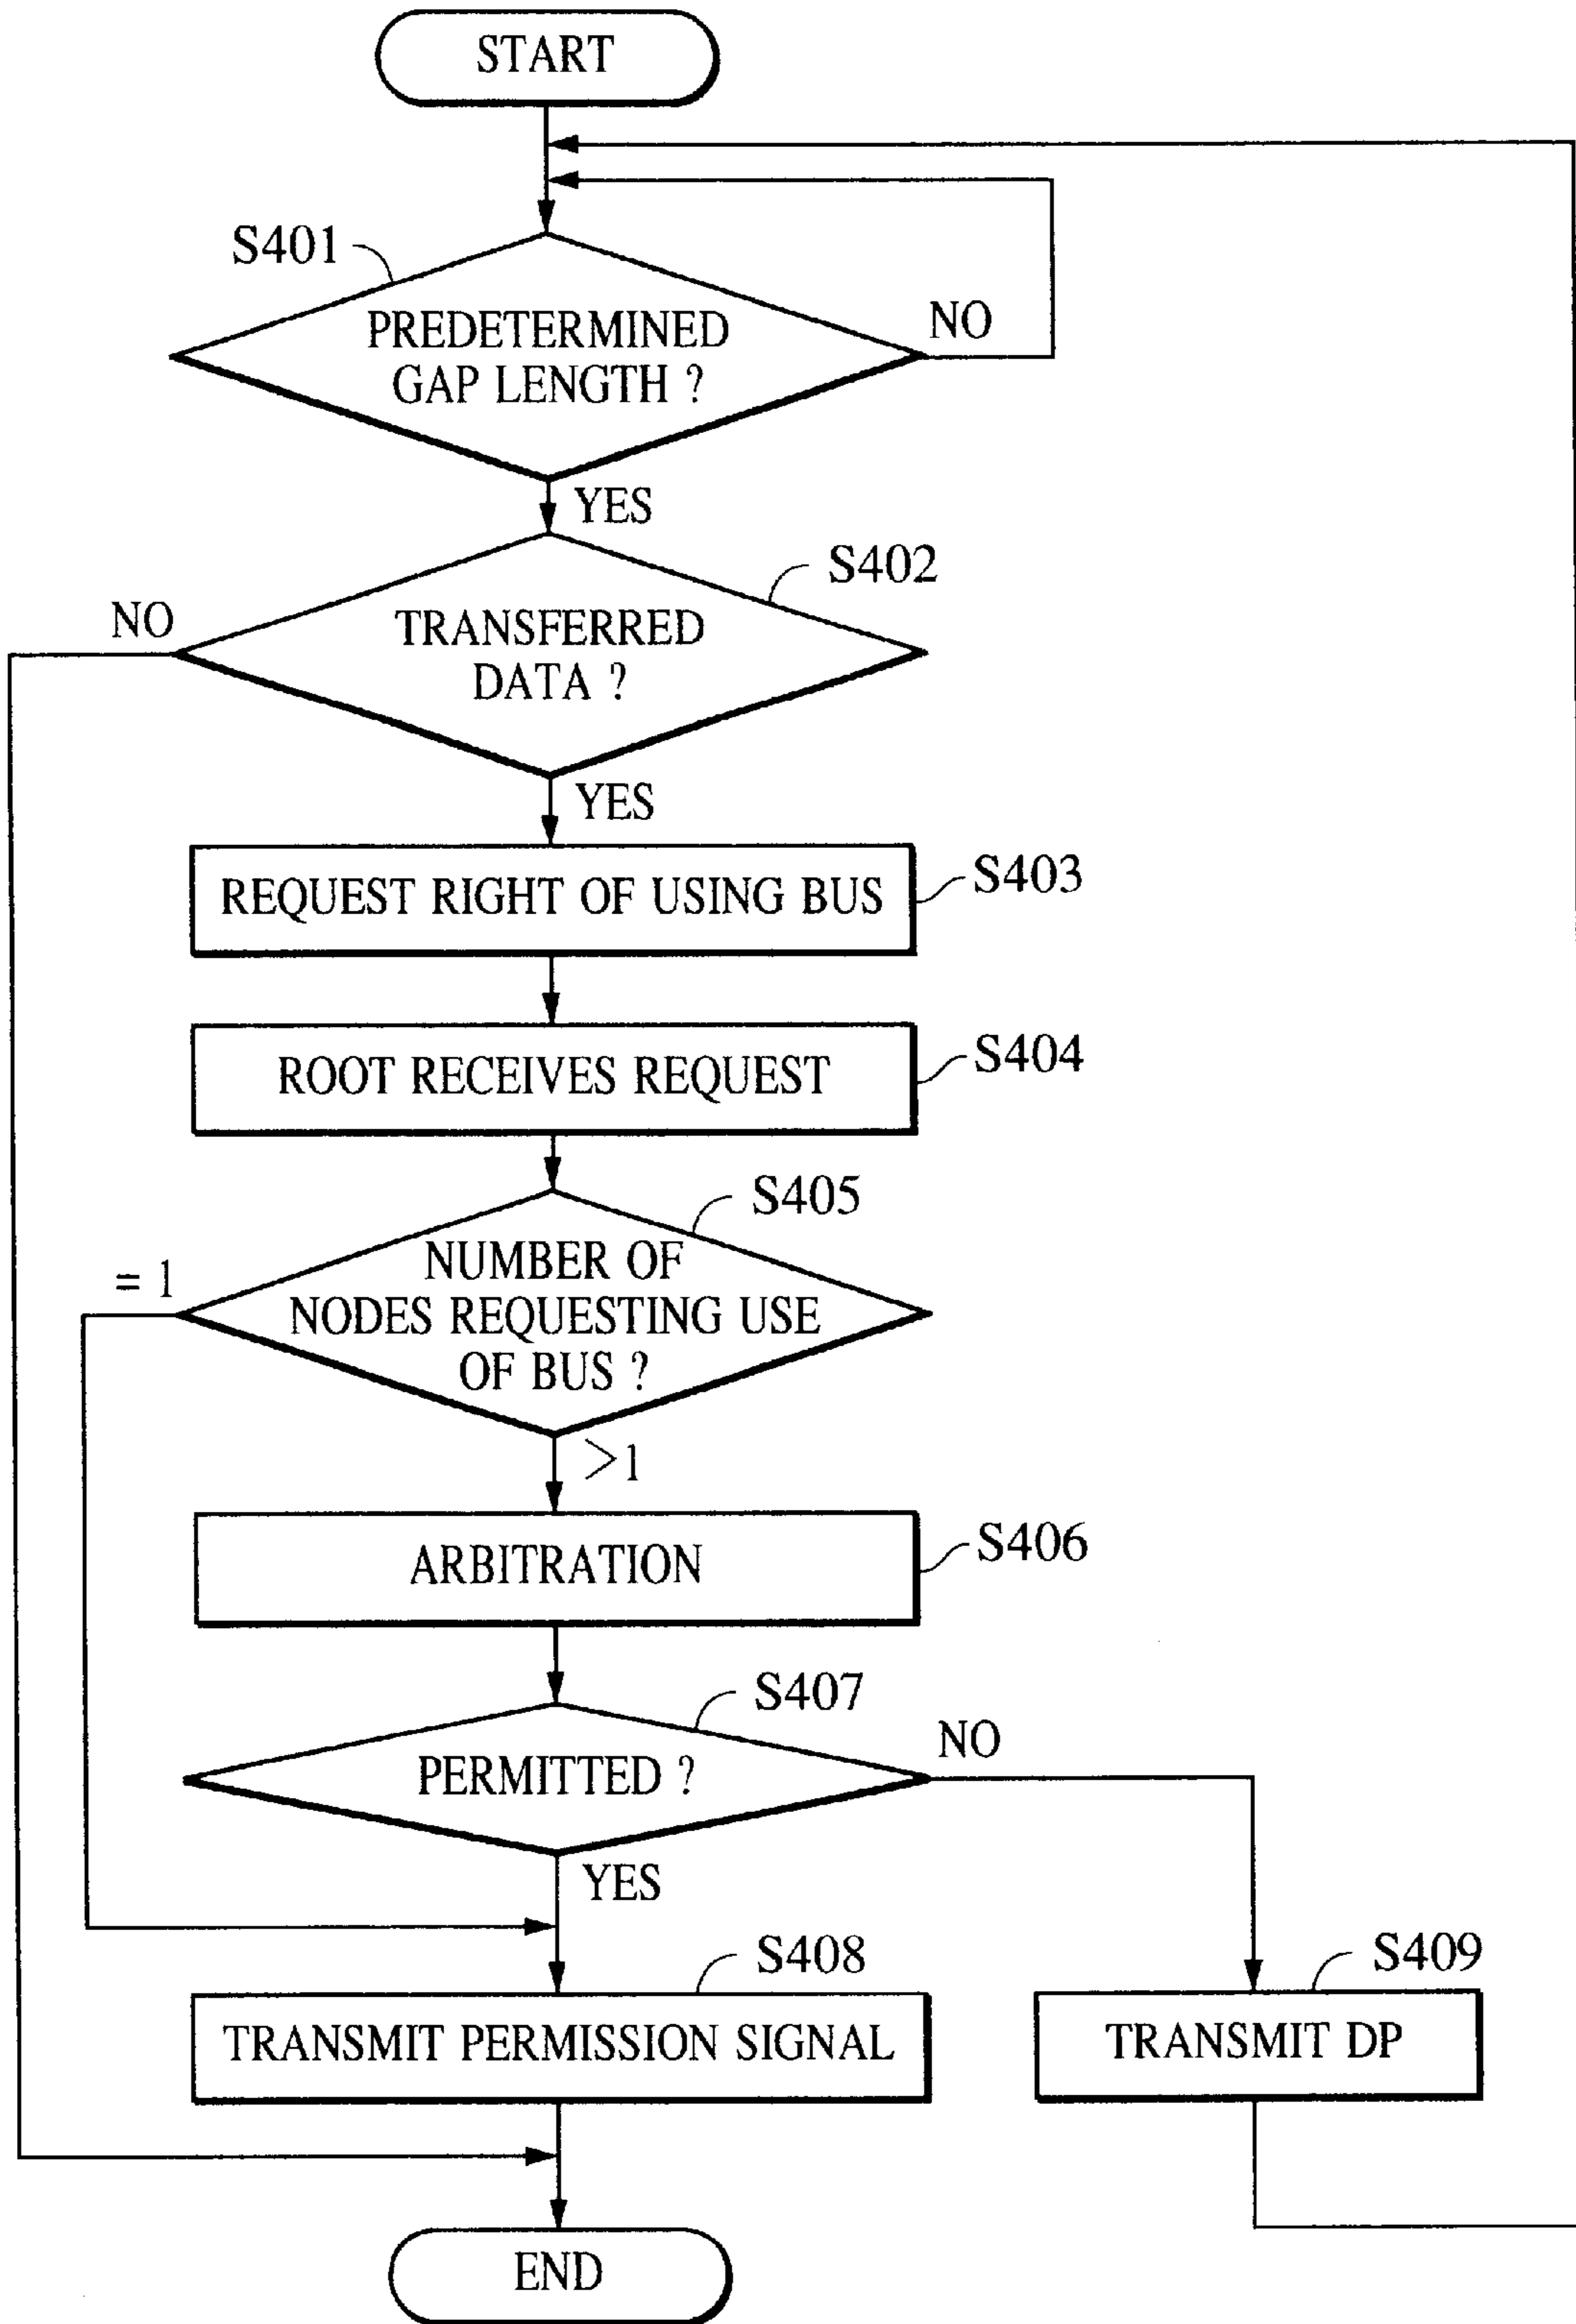 START
S401
PREDETERMINED
GAP LENGTH ?
NO
YES
S402
NO
TRANSFERRED
DATA ?
YES
REQUEST RIGHT OF USING BUS
S403
ROOT RECEIVES REQUEST
S404
S405
= 1
NUMBER OF
NODES REQUESTING USE
OF BUS ?
>1
ARBITRATION
S406
S407
PERMITTED ?
NO
YES
S408
TRANSMIT PERMISSION SIGNAL
S409
TRANSMIT DP
END